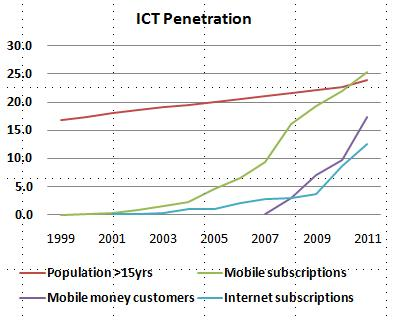 ICT Penetration
30.0
25.0
20.0
15.0
10.0
5.0
0.0
1999 2001 2003 2005 2007 2009 2011
Population >15yrs Mobile subscriptions
Mobile money customers Internet subscriptions